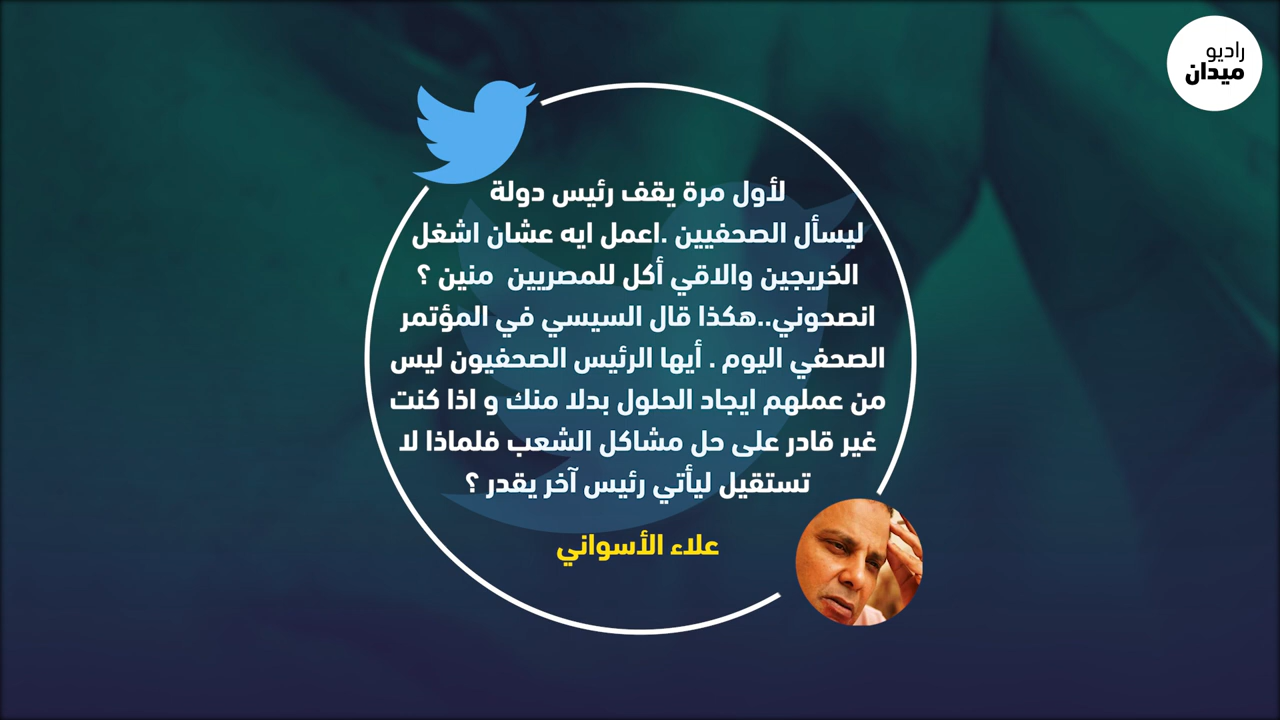 راديو
ميدان
لأول مرة يقف رئيس دولة
ليسأل الصحفيين .اعمل ايه عشان اشغل
الخريجين والاقي أكل للمصريين  منين ؟
انصحوني..هكذا قال السيسي في المؤتمر
الصحفي اليوم . أيها الرئيس الصحفيون ليس
من عملهم ايجاد الحلول بدلا منك و اذا كنت
غير قادر على حل مشاكل الشعب فلماذا لا
تستقيل ليأتي رئيس آخر يقدر ؟
علاء الأسواني